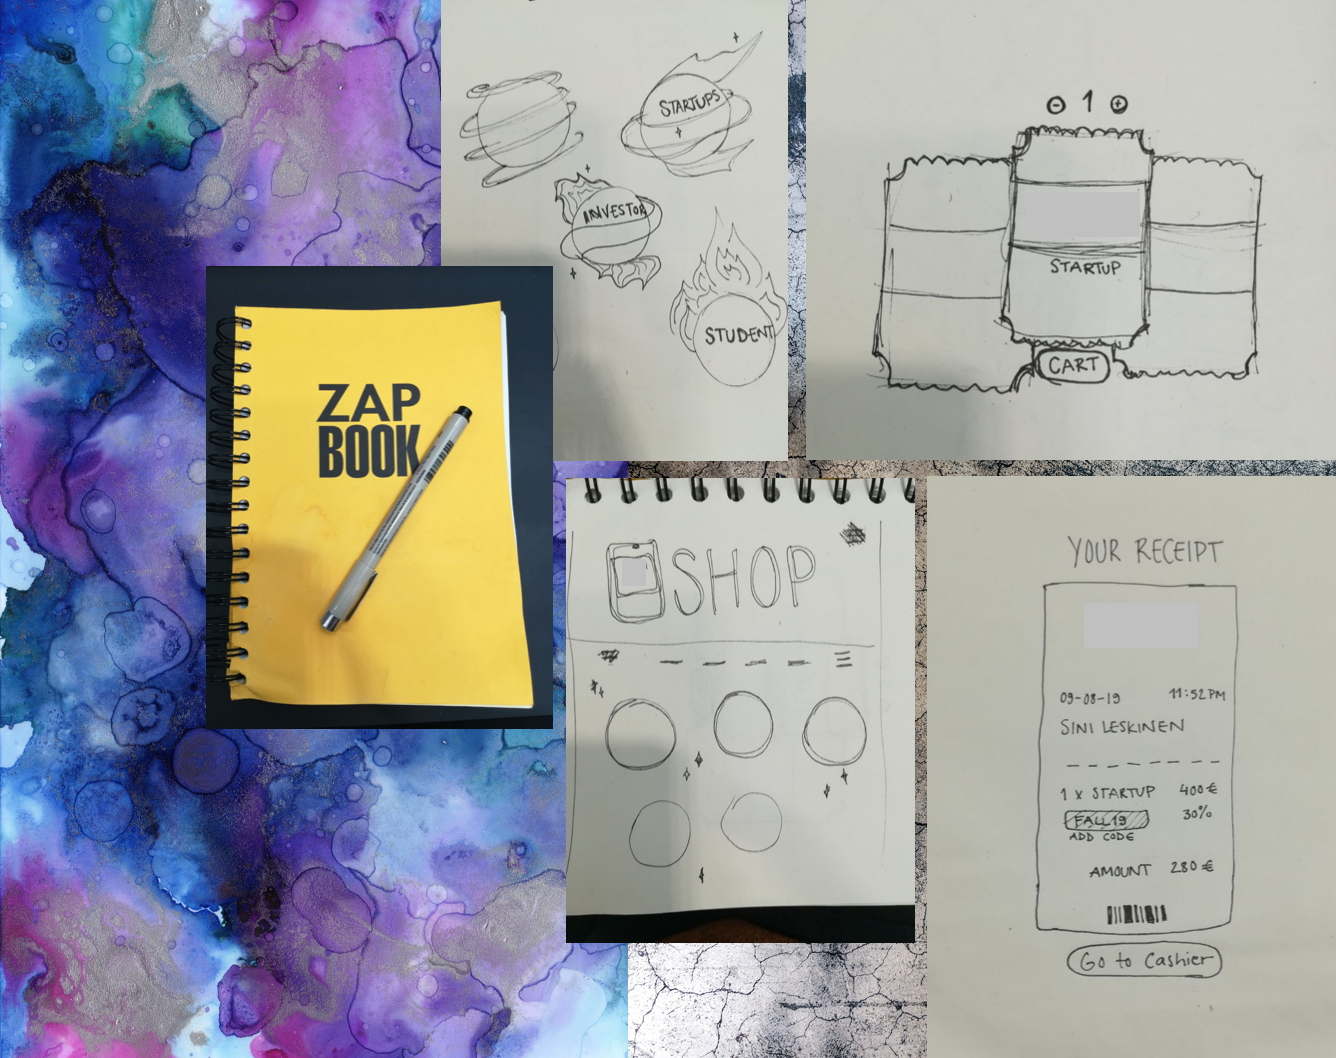 STARTUPS
INVESTOR
STUDENT
1
STARTUP
CART
ZAP
BOOK
SHOP
YOUR RECEIPT
09-08-19 11:52 PM
SINI LESKINEN
1 x STARTUP 400€
FALL19 30%
ADD CODE
AMOUNT 280€
Go to Cashier